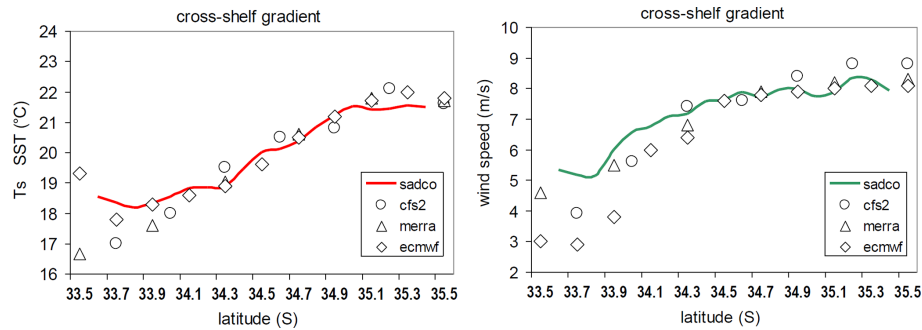 cross-shelf gradient
24
23
22
21
20
19
18
17
16
Ts   SST (°C)
sadco
cfs2
merra
ecmwf
33.5 33.7 33.9 34.1 34.3 34.5 34.7 34.9 35.1 35.3 35.5
latitude (S)
cross-shelf gradient
10
9
8
7
6
5
4
3
2
wind speed (m/s)
sadco
cfs2
merra
ecmwf
33.5 33.7 33.9 34.1 34.3 34.5 34.7 34.9 35.1 35.3 35.5
latitude (S)